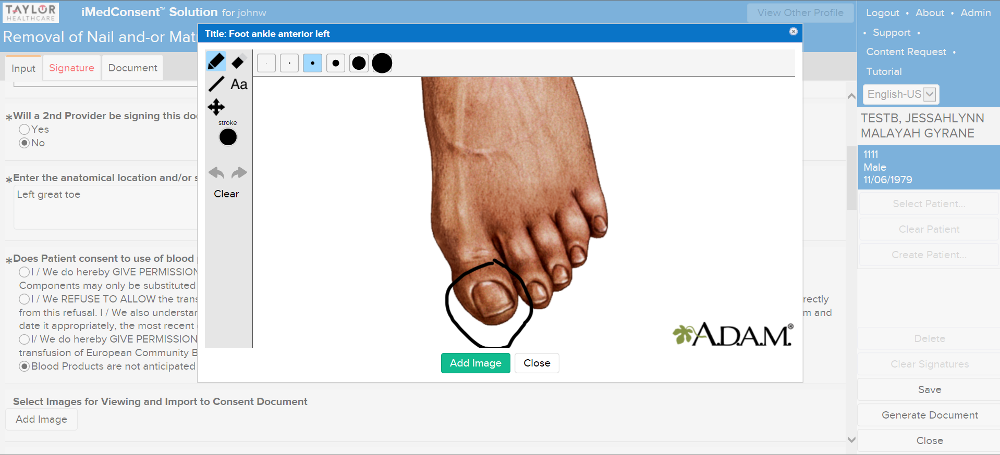 TAYLOR
HEALTHCARE
iMedConsent™ Solution for johnw
View Other Profile
Logout • About • Admin
• Support •
Content Request •
Tutorial
English-US
Removal of Nail and-or Mat
Title: Foot ankle anterior left
Input
Signature
Document
Aa
stroke
Clear
*Will a 2nd Provider be signing this do
Yes
No
*Enter the anatomical location and/or s
Left great toe
*Does Patient consent to use of blood
I / We do hereby GIVE PERMISSION
Components may only be substituted
I / We REFUSE TO ALLOW the trans
rectly
from this refusal. I / We also understan
m and
date it appropriately, the most recent
I/ We do hereby GIVE PERMISSION
transfusion of European Community B
Blood Products are not anticipated
A.D.A.M.®
Add Image
Close
Select Images for Viewing and Import to Consent Document
Add Image
TESTB, JESSAHLYNN
MALAYAH GYRANE
1111
Male
11/06/1979
Select Patient...
Clear Patient
Create Patient...
Delete
Clear Signatures
Save
Generate Document
Close